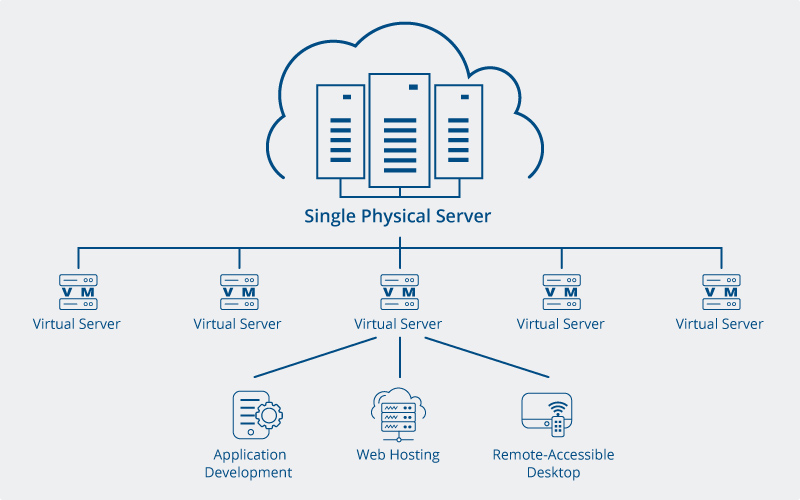 Single Physical Server
VM VM VM VM VM
Virtual Server Virtual Server Virtual Server Virtual Server Virtual Server
Application
Development
Web Hosting
Remote-Accessible
Desktop